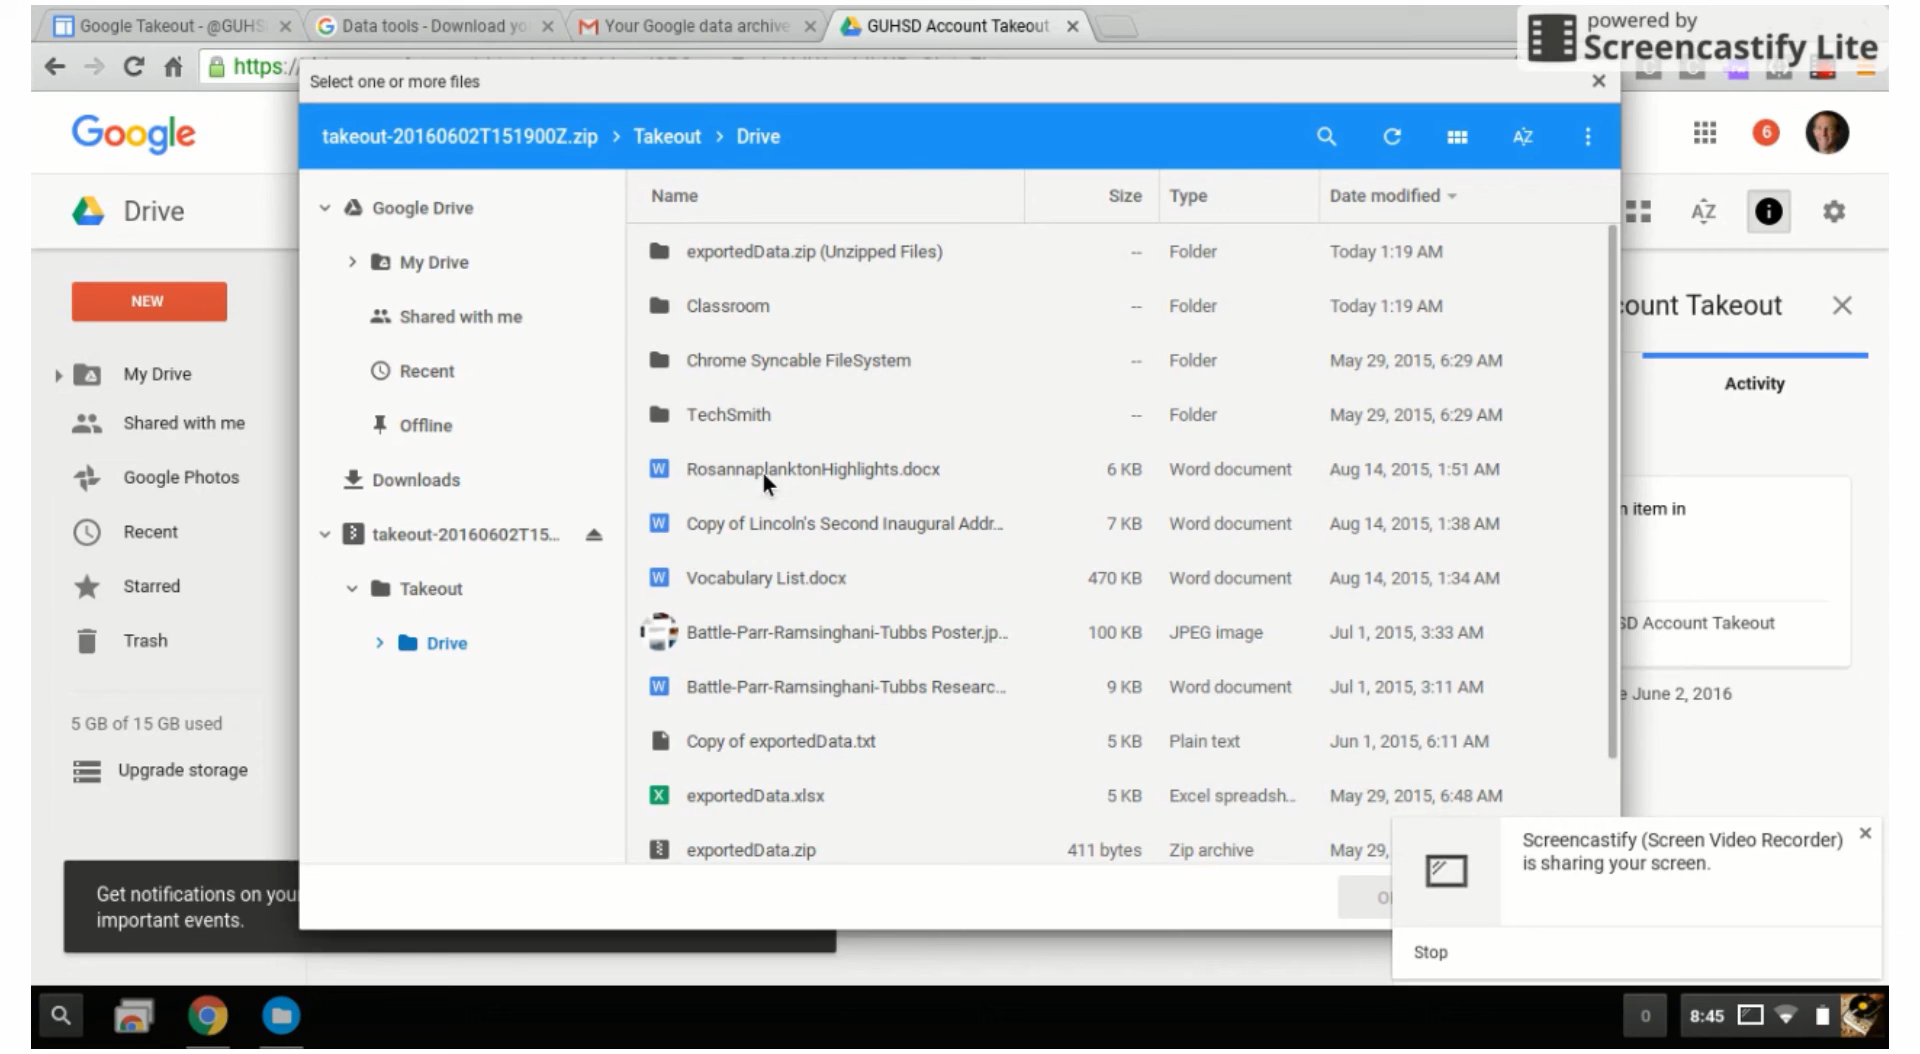 Google Takeout - @GUHS
Data tools - Download yo
Your Google data archive
GUHSD Account Takeout
powered by
Screencastify Lite
https:/
Select one or more files
takeout-20160602T151900Z.zip > Takeout > Drive
Google
6
Drive
NEW
My Drive
Shared with me
Google Photos
Recent
Starred
Trash
5 GB of 15 GB used
Upgrade storage
Get notifications on you
important events.
Google Drive
My Drive
Shared with me
Recent
Offline
Downloads
takeout-20160602T15...
Takeout
Drive
Name Size Type Date modified
exportedData.zip (Unzipped Files) -- Folder Today 1:19 AM
Classroom -- Folder Today 1:19 AM
Chrome Syncable FileSystem -- Folder May 29, 2015, 6:29 AM
TechSmith -- Folder May 29, 2015, 6:29 AM
RosannaplanktonHighlights.docx 6 KB Word document Aug 14, 2015, 1:51 AM
Copy of Lincoln's Second Inaugural Addr... 7 KB Word document Aug 14, 2015, 1:38 AM
Vocabulary List.docx 470 KB Word document Aug 14, 2015, 1:34 AM
Battle-Parr-Ramsinghani-Tubbs Poster.jp... 100 KB JPEG image Jul 1, 2015, 3:33 AM
Battle-Parr-Ramsinghani-Tubbs Researc... 9 KB Word document Jul 1, 2015, 3:11 AM
Copy of exportedData.txt 5 KB Plain text Jun 1, 2015, 6:11 AM
exportedData.xlsx 5 KB Excel spreadsh... May 29, 2015, 6:48 AM
exportedData.zip 411 bytes Zip archive May 29,
ount Takeout
Activity
item in
SD Account Takeout
June 2, 2016
Screencastify (Screen Video Recorder)
is sharing your screen.
Stop
0
8:45